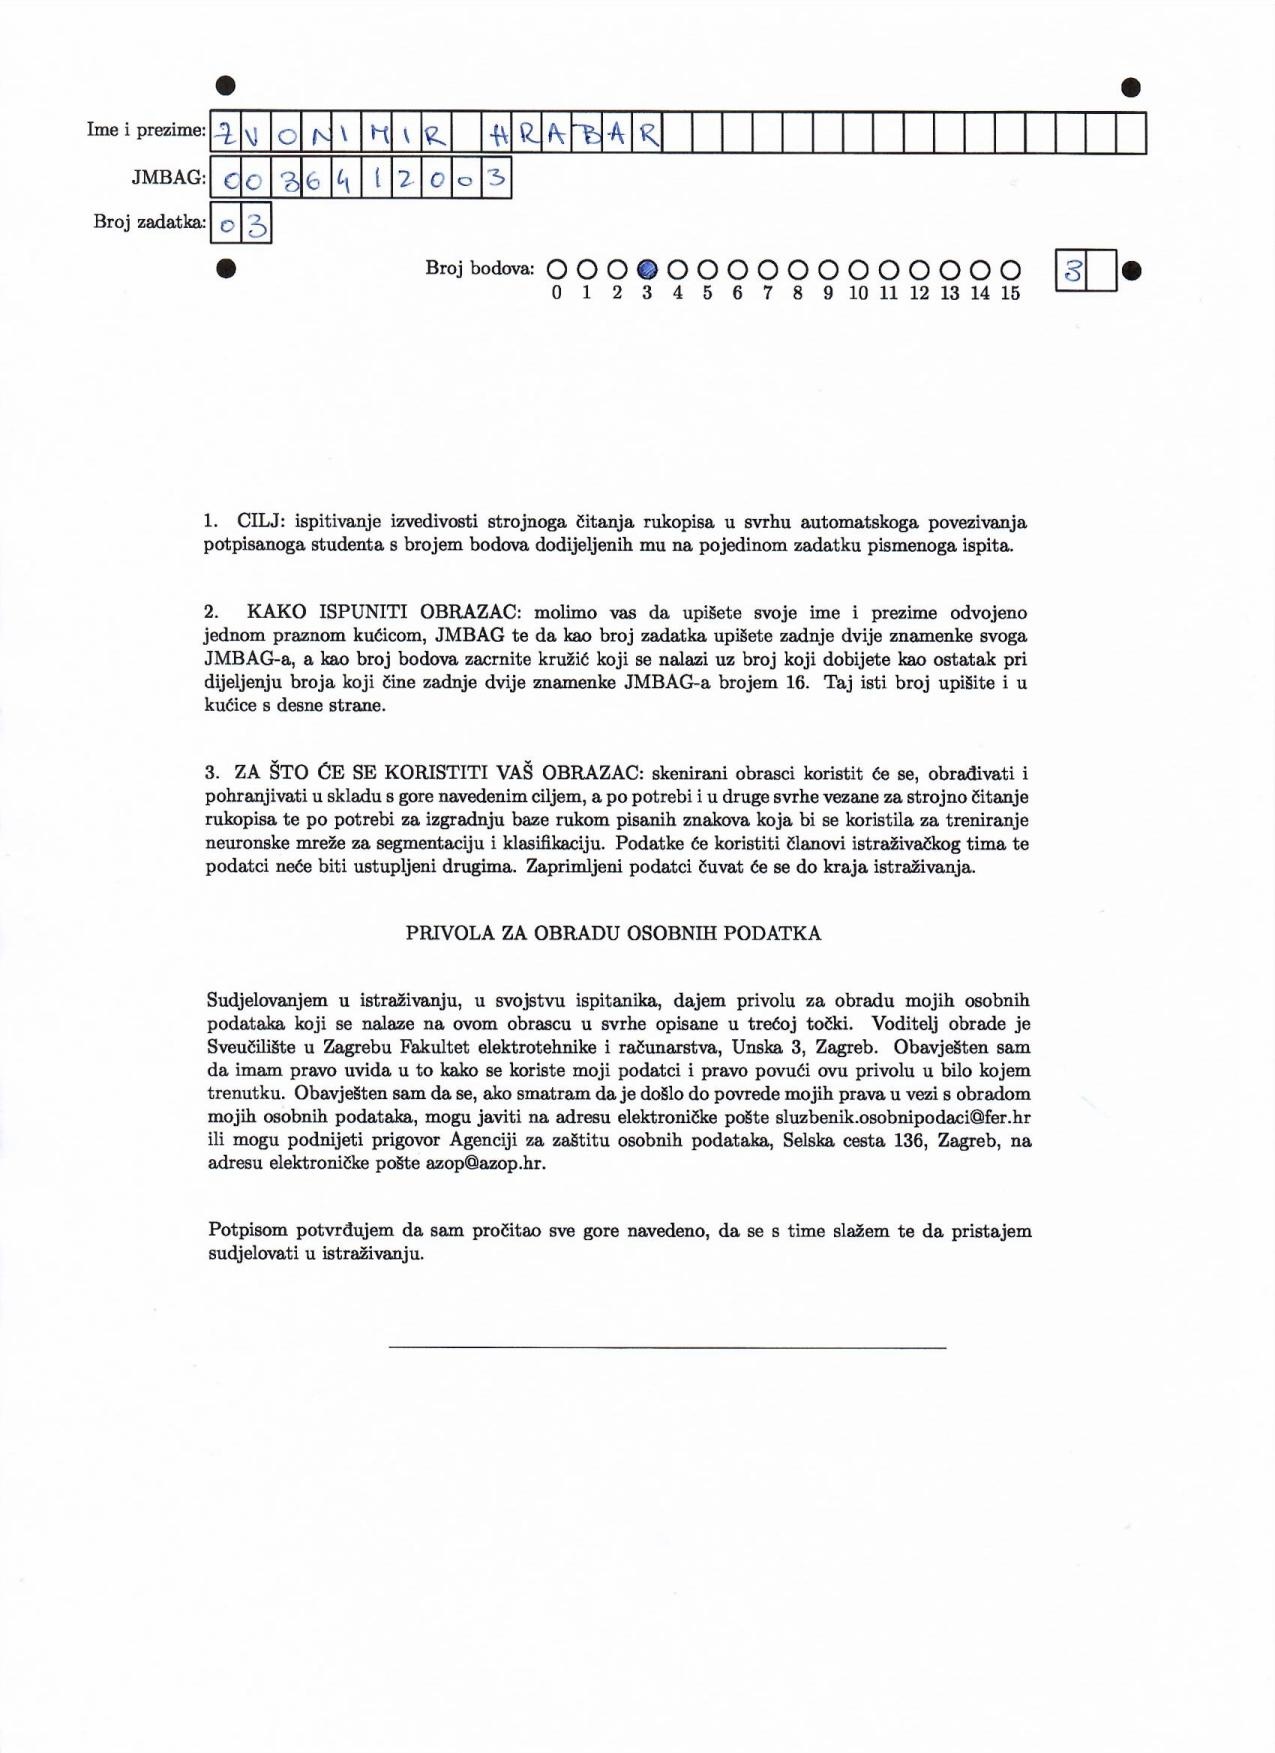 Ime i prezime: ZVONIMIR HRABAR
JMBAG: 0036412003
Broj zadatka: 03
Broj bodova: 3
0 1 2 3 4 5 6 7 8 9 10 11 12 13 14 15
1. CILJ: ispitivanje izvedivosti strojnoga čitanja rukopisa u svrhu automatskoga povezivanja
potpisanoga studenta s brojem bodova dodijeljenih mu na pojedinom zadatku pismenoga ispita.
2. KAKO ISPUNITI OBRAZAC: molimo vas da upišete svoje ime i prezime odvojeno
jednom praznom kućicom, JMBAG te da kao broj zadatka upišete zadnje dvije znamenke svoga
JMBAG-a, a kao broj bodova zacrnite kružić koji se nalazi uz broj koji dobijete kao ostatak pri
dijeljenju broja koji čine zadnje dvije znamenke JMBAG-a brojem 16. Taj isti broj upišite i u
kućice s desne strane.
3. ZA ŠTO ĆE SE KORISTITI VAŠ OBRAZAC: skenirani obrasci koristit će se, obrađivati i
pohranjivati u skladu s gore navedenim ciljem, a po potrebi i u druge svrhe vezane za strojno čitanje
rukopisa te po potrebi za izgradnju baze rukom pisanih znakova koja bi se koristila za treniranje
neuronske mreže za segmentaciju i klasifikaciju. Podatke će koristiti članovi istraživačkog tima te
podatci neće biti ustupljeni drugima. Zaprimljeni podatci čuvat će se do kraja istraživanja.
PRIVOLA ZA OBRADU OSOBNIH PODATKA
Sudjelovanjem u istraživanju, u svojstvu ispitanika, dajem privolu za obradu mojih osobnih
podataka koji se nalaze na ovom obrascu u svrhe opisane u trećoj točki. Voditelj obrade je
Sveučilište u Zagrebu Fakultet elektrotehnike i računarstva, Unska 3, Zagreb. Obavješten sam
da imam pravo uvida u to kako se koriste moji podatci i pravo povući ovu privolu u bilo kojem
trenutku. Obavješten sam da se, ako smatram da je došlo do povrede mojih prava u vezi s obradom
mojih osobnih podataka, mogu javiti na adresu elektroničke pošte sluzbenik.osobnipodaci@fer.hr
ili mogu podnijeti prigovor Agenciji za zaštitu osobnih podataka, Selska cesta 136, Zagreb, na
adresu elektroničke pošte azop@azop.hr.
Potpisom potvrđujem da sam pročitao sve gore navedeno, da se s time slažem te da pristajem
sudjelovati u istraživanju.